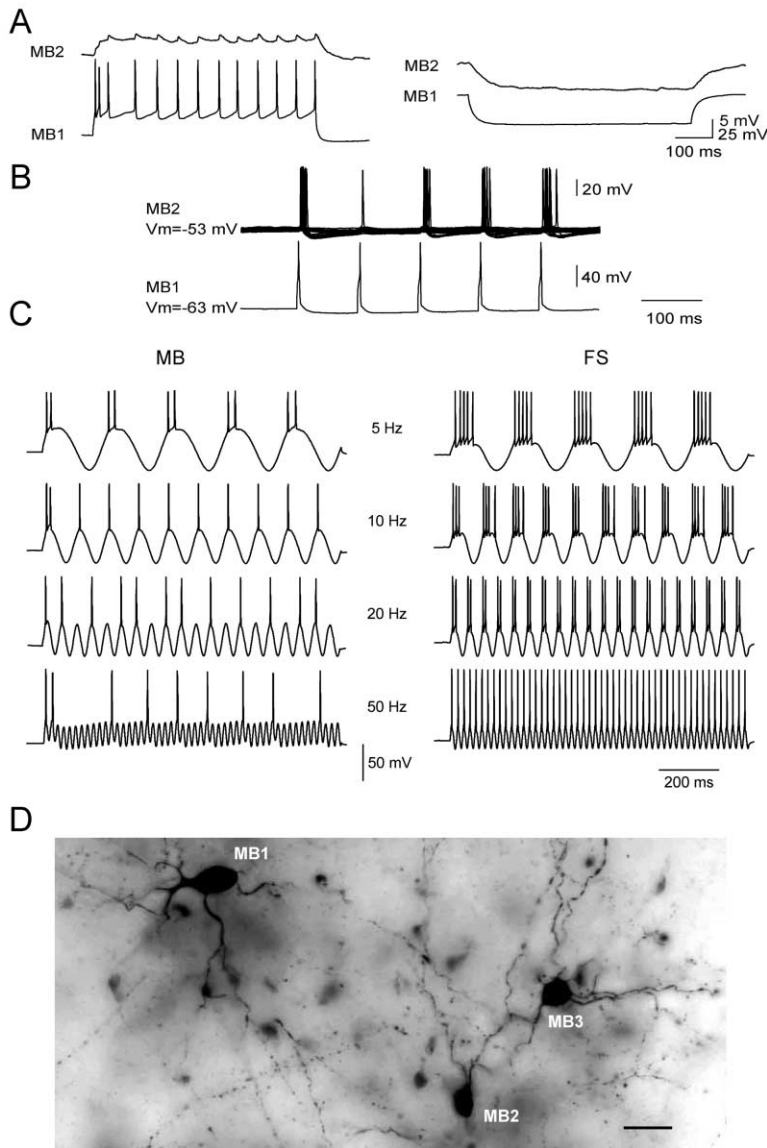 A
MB2
MB1
MB2
MB1
5 mV
25 mV
100 ms
B
MB2
Vm=-53 mV
20 mV
MB1
Vm=-63 mV
40 mV
100 ms
C
MB
FS
5 Hz
10 Hz
20 Hz
50 Hz
50 mV
200 ms
D
MB1
MB3
MB2